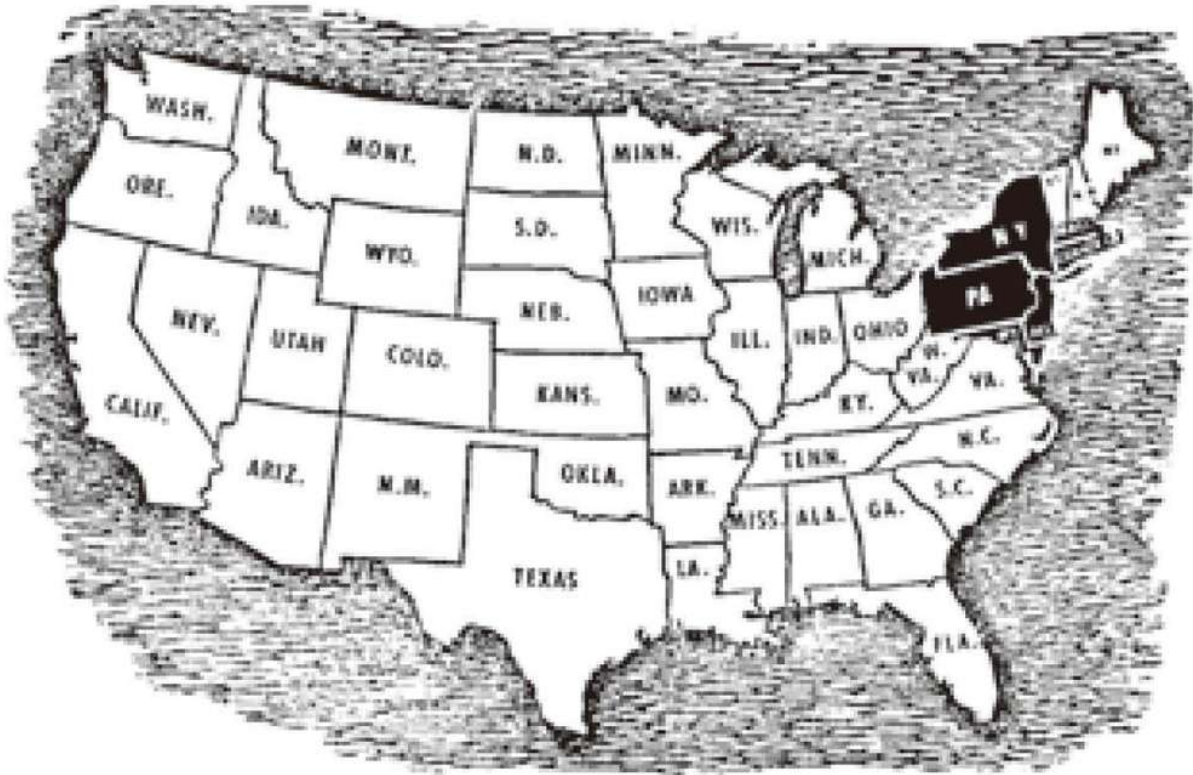 WASH.
MONT.
N.D.
MINN.
ORE.
IDA.
WYO.
S.D.
WIS.
MICH.
N Y
PA
NEV.
UTAH
COLO.
NEB.
IOWA
ILL.
IND.
OHIO
W.
VA.
VA.
CALIF.
KANS.
MO.
KY.
ARIZ.
N.M.
OKLA.
ARK.
TENN.
N.C.
S.C.
MISS.
ALA.
GA.
TEXAS
LA.
FLA.